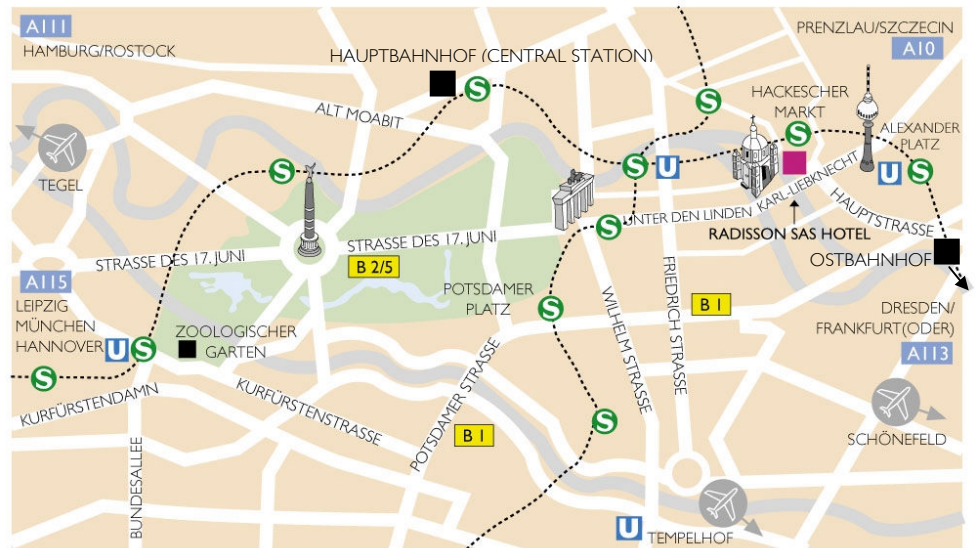 A111
HAMBURG/ROSTOCK
PRENZLAU/SZCZECIN
A10
HAUPTBAHNHOF (CENTRAL STATION)
S
S
ALT MOABIT
HACKESCHER
MARKT
S
ALEXANDER
PLATZ
U
S
TEGEL
S
S
U
UNTER DEN LINDEN
KARL-LIEBKNECHT
HAUPTSTRASSE
RADISSON SAS HOTEL
S
STRASSE DES 17. JUNI
STRASSE DES 17. JUNI
B 2/5
OSTBAHNHOF
A115
LEIPZIG
MÜNCHEN
HANNOVER
U
S
S
ZOOLOGISCHER
GARTEN
POTSDAMER
PLATZ
S
WILHELM STRASSE
FRIEDRICH STRASSE
B 1
DRESDEN/
FRANKFURT(ODER)
A113
KURFÜRSTENDAMN
KURFÜRSTENSTRASSE
POTSDAMER STRASSE
B 1
S
BUNDESALLEE
SCHÖNEFELD
U
TEMPELHOF